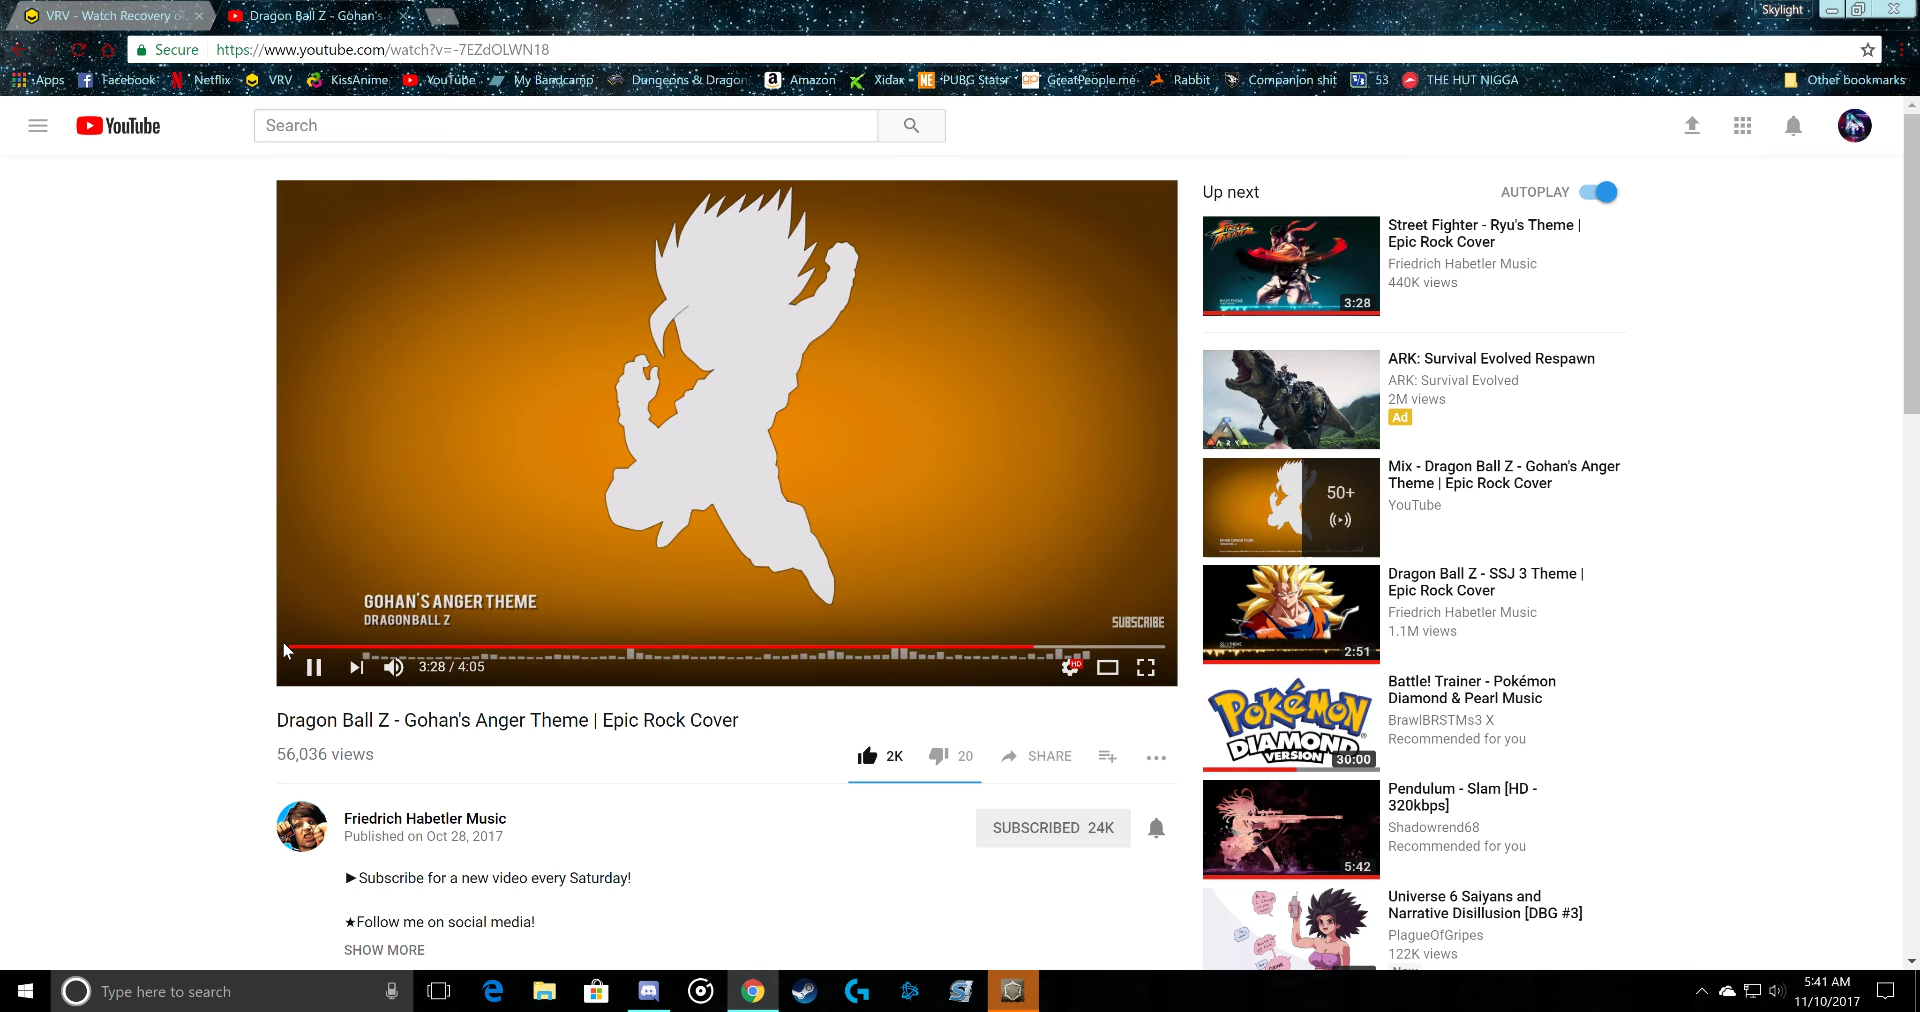 Skylight
VRV - Watch Recovery o
Dragon Ball Z - Gohan's
Secure https://www.youtube.com/watch?v=-7EZdOLWN18
Apps Facebook Netflix VRV KissAnime YouTube My Bandcamp Dungeons & Dragon Amazon Xidax PUBG Statsr GreatPeople.me Rabbit Companion shit 53 THE HUT NIGGA Other bookmarks
YouTube
Search
GOHAN'S ANGER THEME
DRAGONBALL Z
SUBSCRIBE
3:28 / 4:05
HD
Dragon Ball Z - Gohan's Anger Theme | Epic Rock Cover
56,036 views
2K 20 SHARE
Friedrich Habetler Music
Published on Oct 28, 2017
SUBSCRIBED 24K
►Subscribe for a new video every Saturday!
★Follow me on social media!
SHOW MORE
Up next
AUTOPLAY
3:28
Street Fighter - Ryu's Theme |
Epic Rock Cover
Friedrich Habetler Music
440K views
ARK
ARK: Survival Evolved Respawn
ARK: Survival Evolved
2M views
Ad
50+
Mix - Dragon Ball Z - Gohan's Anger
Theme | Epic Rock Cover
YouTube
2:51
Dragon Ball Z - SSJ 3 Theme |
Epic Rock Cover
Friedrich Habetler Music
1.1M views
POKéMON
DIAMOND
VERSION
30:00
Battle! Trainer - Pokémon
Diamond & Pearl Music
BrawlBRSTMs3 X
Recommended for you
5:42
Pendulum - Slam [HD -
320kbps]
Shadowrend68
Recommended for you
Universe 6 Saiyans and
Narrative Disillusion [DBG #3]
PlagueOfGripes
122K views
Type here to search
5:41 AM
11/10/2017